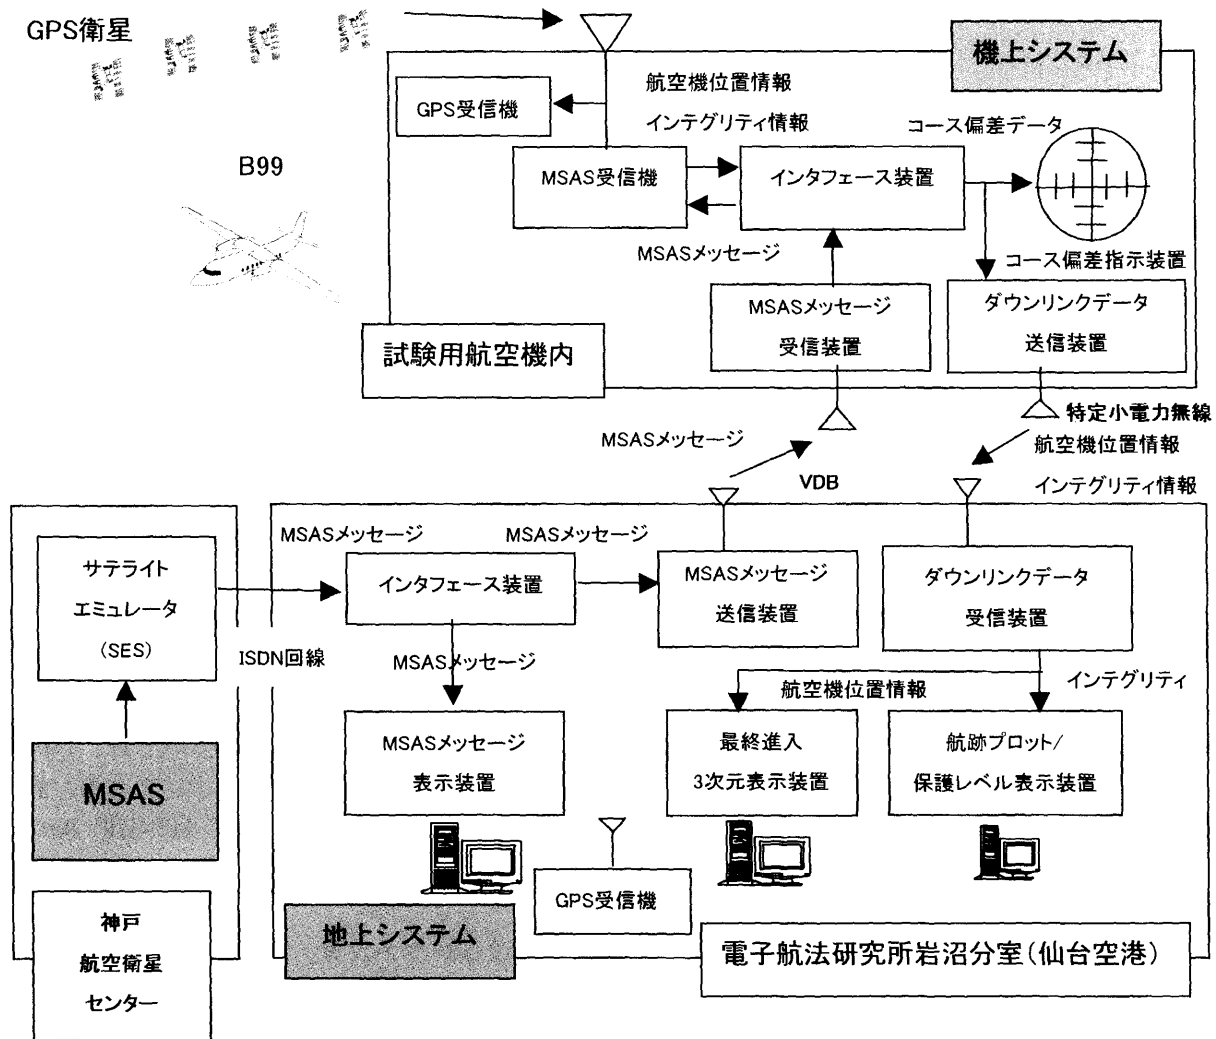 GPS衛星
機上システム
GPS受信機
航空機位置情報
インテグリティ情報
コース偏差データ
B99
MSAS受信機
インタフェース装置
MSASメッセージ
コース偏差指示装置
MSASメッセージ
受信装置
ダウンリンクデータ
送信装置
試験用航空機内
特定小電力無線
MSASメッセージ
航空機位置情報
VDB
インテグリティ情報
MSASメッセージ
MSASメッセージ
サテライト
エミュレータ
(SES)
インタフェース装置
MSASメッセージ
送信装置
ダウンリンクデータ
受信装置
ISDN回線
MSASメッセージ
航空機位置情報
インテグリティ
MSAS
MSASメッセージ
表示装置
最終進入
3次元表示装置
航跡プロット/
保護レベル表示装置
GPS受信機
地上システム
電子航法研究所岩沼分室(仙台空港)
神戸
航空衛星
センター